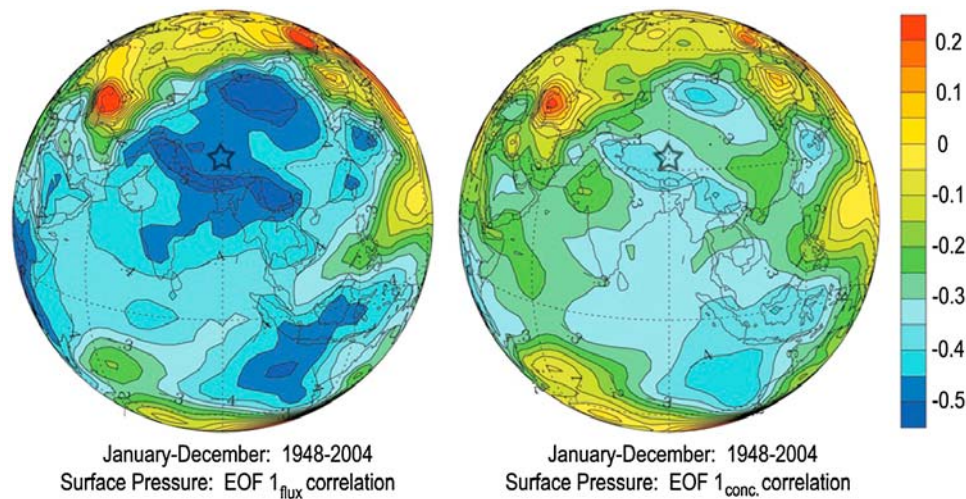 January-December: 1948-2004
Surface Pressure: EOF 1flux correlation
January-December: 1948-2004
Surface Pressure: EOF 1conc. correlation
0.2
0.1
0
-0.1
-0.2
-0.3
-0.4
-0.5